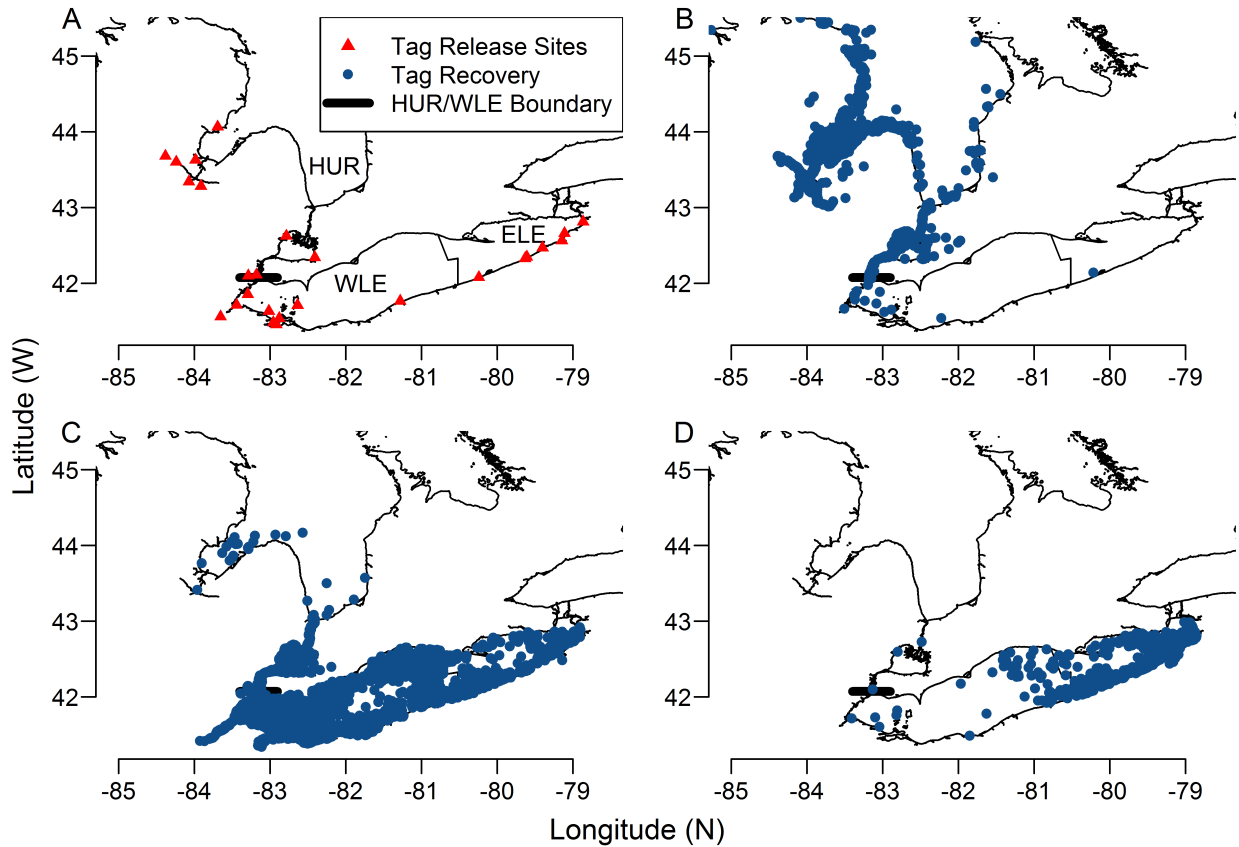 A
B
Tag Release Sites
Tag Recovery
HUR/WLE Boundary
HUR
ELE
WLE
45
44
43
42
45
44
43
42
-85 -84 -83 -82 -81 -80 -79
-85 -84 -83 -82 -81 -80 -79
Latitude (W)
C
D
45
44
43
42
45
44
43
42
-85 -84 -83 -82 -81 -80 -79
-85 -84 -83 -82 -81 -80 -79
Longitude (N)